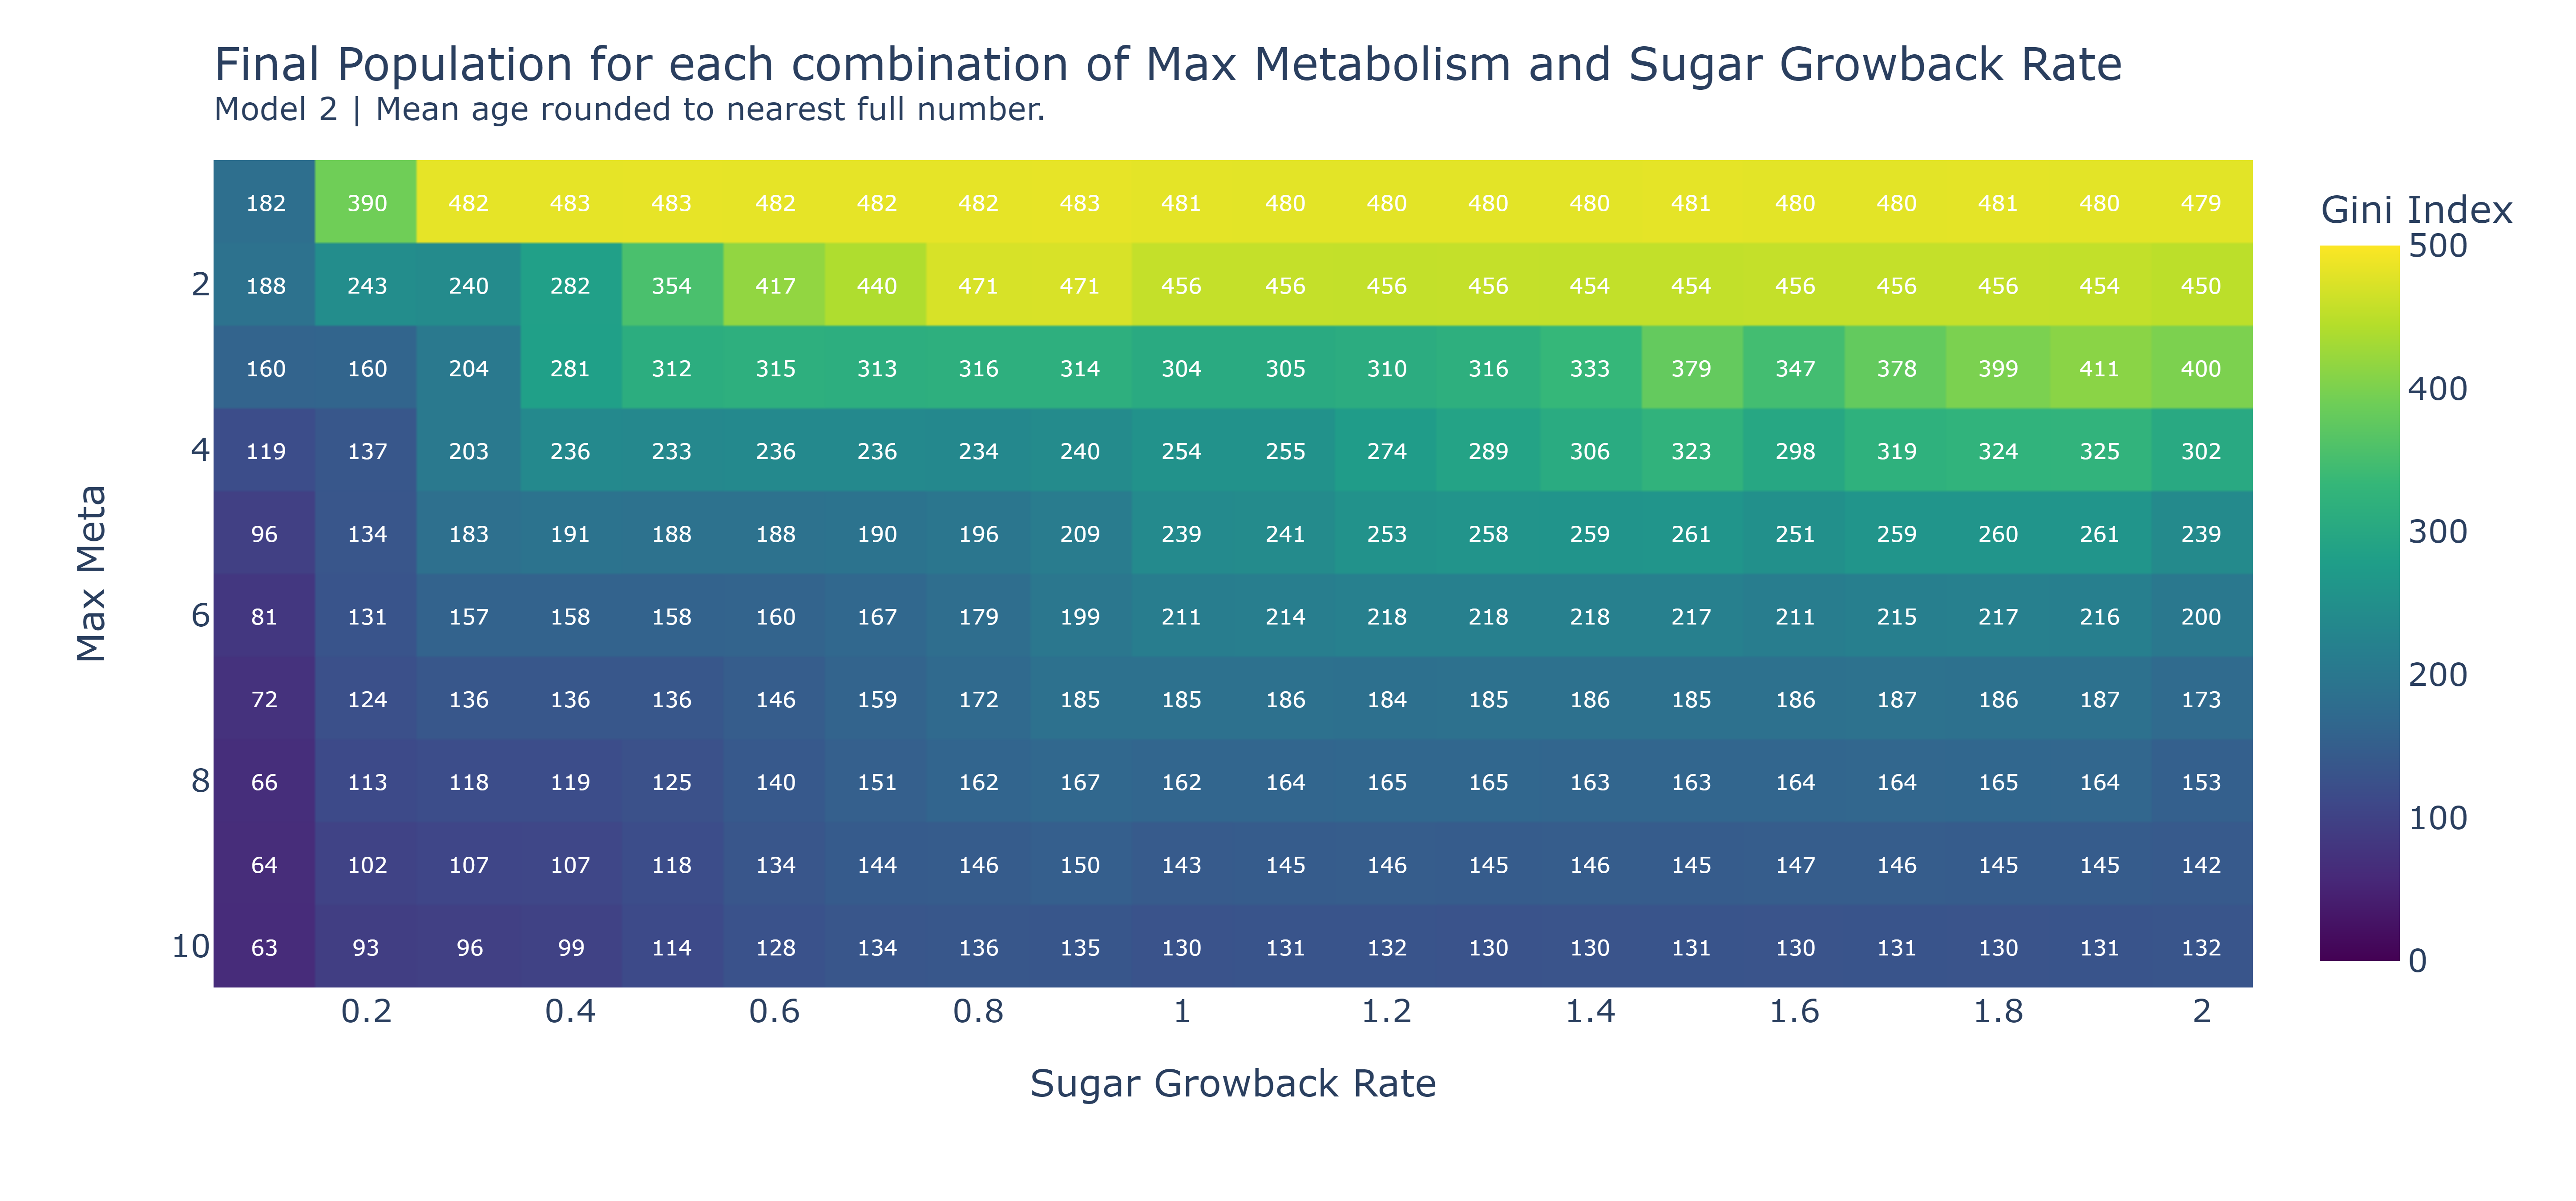 Final Population for each combination of Max Metabolism and Sugar Growback Rate
Model 2 | Mean age rounded to nearest full number.
Gini Index
182 390 482 483 483 482 482 482 483 481 480 480 480 480 481 480 480 481 480 479
2 188 243 240 282 354 417 440 471 471 456 456 456 456 454 454 456 456 456 454 450
160 160 204 281 312 315 313 316 314 304 305 310 316 333 379 347 378 399 411 400
4 119 137 203 236 233 236 236 234 240 254 255 274 289 306 323 298 319 324 325 302
96 134 183 191 188 188 190 196 209 239 241 253 258 259 261 251 259 260 261 239
6 81 131 157 158 158 160 167 179 199 211 214 218 218 218 217 211 215 217 216 200
72 124 136 136 136 146 159 172 185 185 186 184 185 186 185 186 187 186 187 173
8 66 113 118 119 125 140 151 162 167 162 164 165 165 163 163 164 164 165 164 153
64 102 107 107 118 134 144 146 150 143 145 146 145 146 145 147 146 145 145 142
10 63 93 96 99 114 128 134 136 135 130 131 132 130 130 131 130 131 130 131 132
0.2 0.4 0.6 0.8 1 1.2 1.4 1.6 1.8 2
Sugar Growback Rate
Max Meta
500
400
300
200
100
0